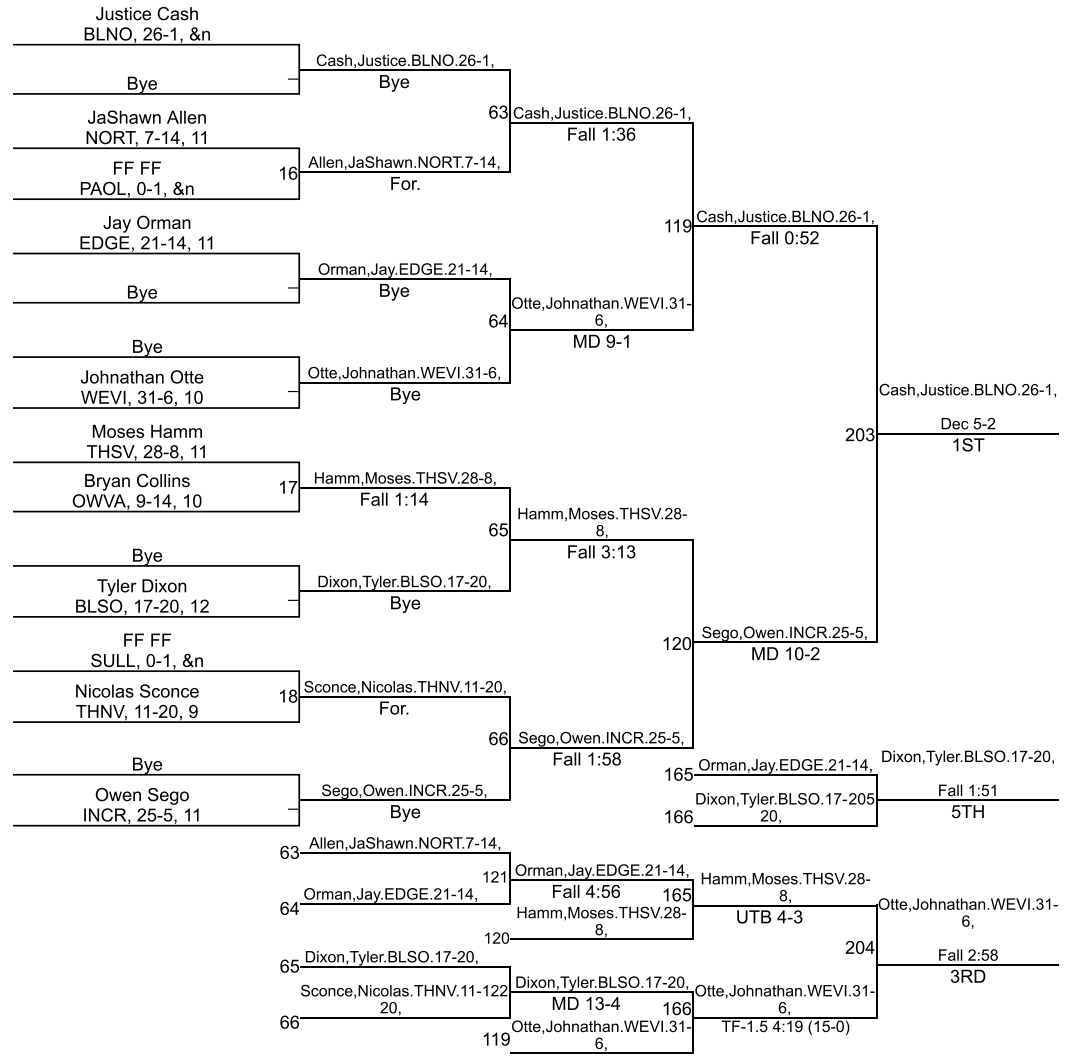 Justice Cash
BLNO, 26-1, &n
Bye
JaShawn Allen
NORT, 7-14, 11
FF FF
PAOL, 0-1, &n
Jay Orman
EDGE, 21-14, 11
Bye
Bye
Johnathan Otte
WEVI, 31-6, 10
Moses Hamm
THSV, 28-8, 11
Bryan Collins
OWVA, 9-14, 10
Bye
Tyler Dixon
BLSO, 17-20, 12
FF FF
SULL, 0-1, &n
Nicolas Sconce
THNV, 11-20, 9
Bye
Owen Sego
INCR, 25-5, 11
Cash,Justice.BLNO.26-1,
Bye
16
Allen,JaShawn.NORT.7-14,
For.
Orman,Jay.EDGE.21-14,
Bye
Otte,Johnathan.WEVI.31-6,
Bye
17
Hamm,Moses.THSV.28-8,
Fall 1:14
Dixon,Tyler.BLSO.17-20,
Bye
18
Sconce,Nicolas.THNV.11-20,
For.
Sego,Owen.INCR.25-5,
Bye
63
Cash,Justice.BLNO.26-1,
Fall 1:36
64
Otte,Johnathan.WEVI.31-
6,
MD 9-1
65
Hamm,Moses.THSV.28-
8,
Fall 3:13
66
Sego,Owen.INCR.25-5,
Fall 1:58
119
Cash,Justice.BLNO.26-1,
Fall 0:52
120
Sego,Owen.INCR.25-5,
MD 10-2
203
Cash,Justice.BLNO.26-1,
Dec 5-2
1ST
165
Orman,Jay.EDGE.21-14,
166
Dixon,Tyler.BLSO.17-205
20,
Dixon,Tyler.BLSO.17-20,
Fall 1:51
5TH
63
Allen,JaShawn.NORT.7-14,
64
Orman,Jay.EDGE.21-14,
65
Dixon,Tyler.BLSO.17-20,
66
Sconce,Nicolas.THNV.11-122
20,
121
Orman,Jay.EDGE.21-14,
Fall 4:56
120
Hamm,Moses.THSV.28-
8,
Dixon,Tyler.BLSO.17-20,
MD 13-4
119
Otte,Johnathan.WEVI.31-
6,
165
Hamm,Moses.THSV.28-
8,
UTB 4-3
166
Otte,Johnathan.WEVI.31-
6,
TF-1.5 4:19 (15-0)
204
Otte,Johnathan.WEVI.31-
6,
Fall 2:58
3RD